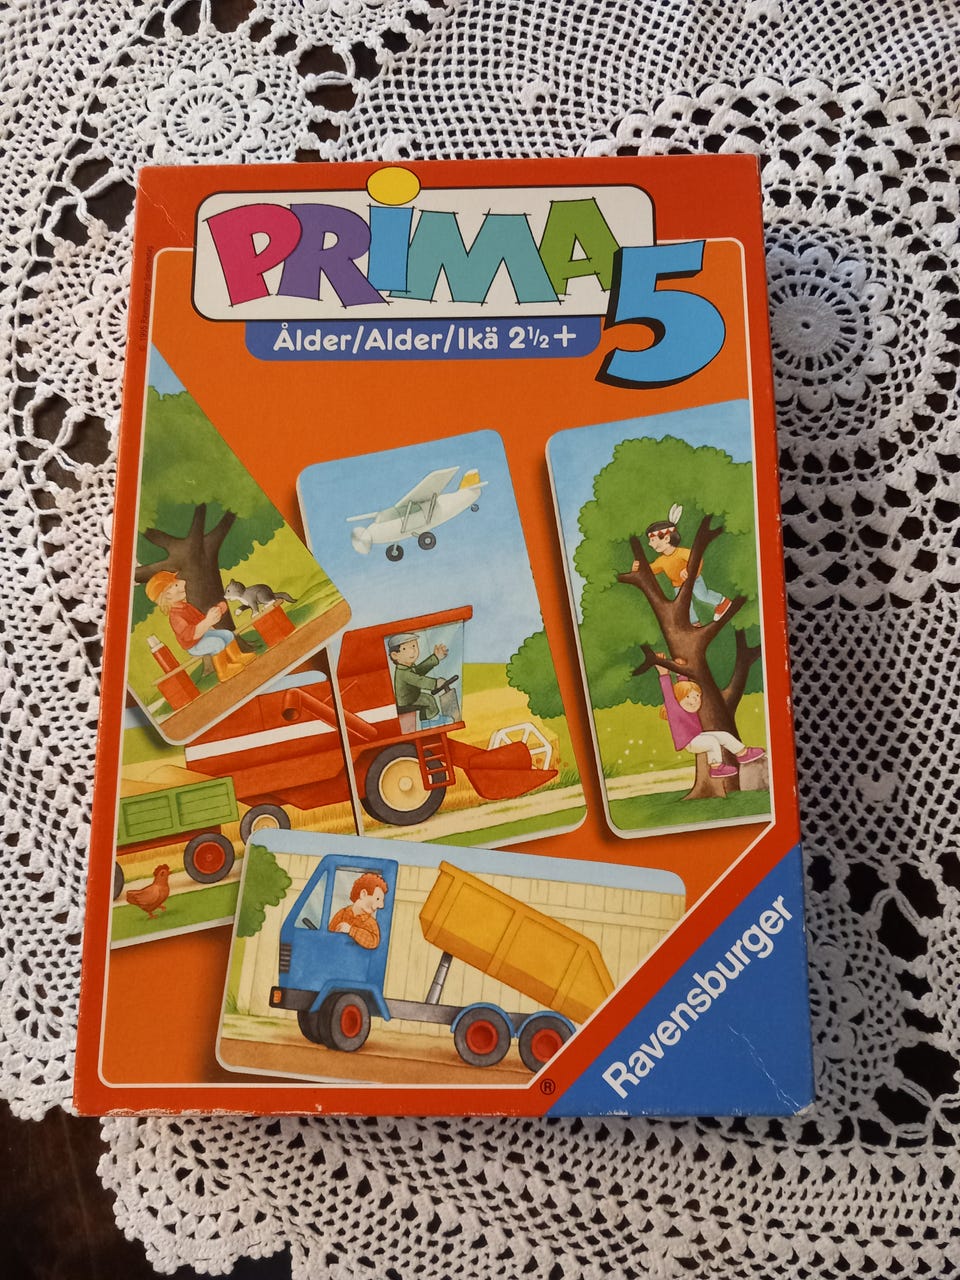 PRiMA 5
Ålder/Alder/Ikä 2½+
Ravensburger
®